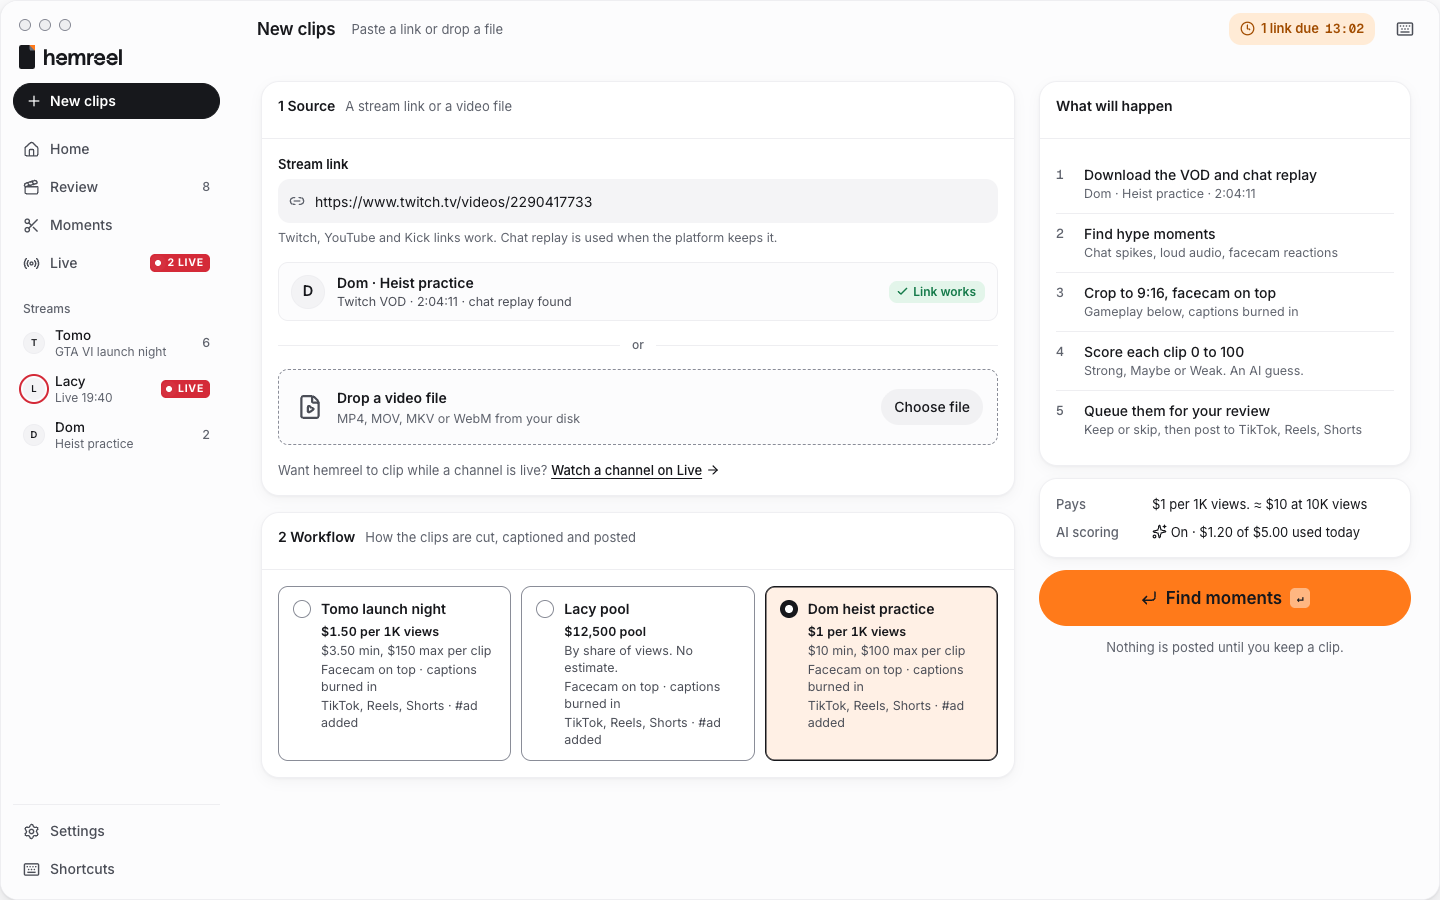 hemreel
New clips
Home
Review 8
Moments
Live 2 LIVE
Streams
T Tomo 6
GTA VI launch night
L Lacy LIVE
Live 19:40
D Dom 2
Heist practice
Settings
Shortcuts
New clips Paste a link or drop a file
1 link due 13:02
1 Source A stream link or a video file
Stream link
https://www.twitch.tv/videos/2290417733
Twitch, YouTube and Kick links work. Chat replay is used when the platform keeps it.
D Dom · Heist practice
Twitch VOD · 2:04:11 · chat replay found
Link works
or
Drop a video file
MP4, MOV, MKV or WebM from your disk
Choose file
Want hemreel to clip while a channel is live? Watch a channel on Live →
2 Workflow How the clips are cut, captioned and posted
Tomo launch night
$1.50 per 1K views
$3.50 min, $150 max per clip
Facecam on top · captions
burned in
TikTok, Reels, Shorts · #ad
added
Lacy pool
$12,500 pool
By share of views. No
estimate.
Facecam on top · captions
burned in
TikTok, Reels, Shorts · #ad
added
Dom heist practice
$1 per 1K views
$10 min, $100 max per clip
Facecam on top · captions
burned in
TikTok, Reels, Shorts · #ad
added
What will happen
1 Download the VOD and chat replay
Dom · Heist practice · 2:04:11
2 Find hype moments
Chat spikes, loud audio, facecam reactions
3 Crop to 9:16, facecam on top
Gameplay below, captions burned in
4 Score each clip 0 to 100
Strong, Maybe or Weak. An AI guess.
5 Queue them for your review
Keep or skip, then post to TikTok, Reels, Shorts
Pays $1 per 1K views. ≈ $10 at 10K views
AI scoring On · $1.20 of $5.00 used today
Find moments ↵
Nothing is posted until you keep a clip.